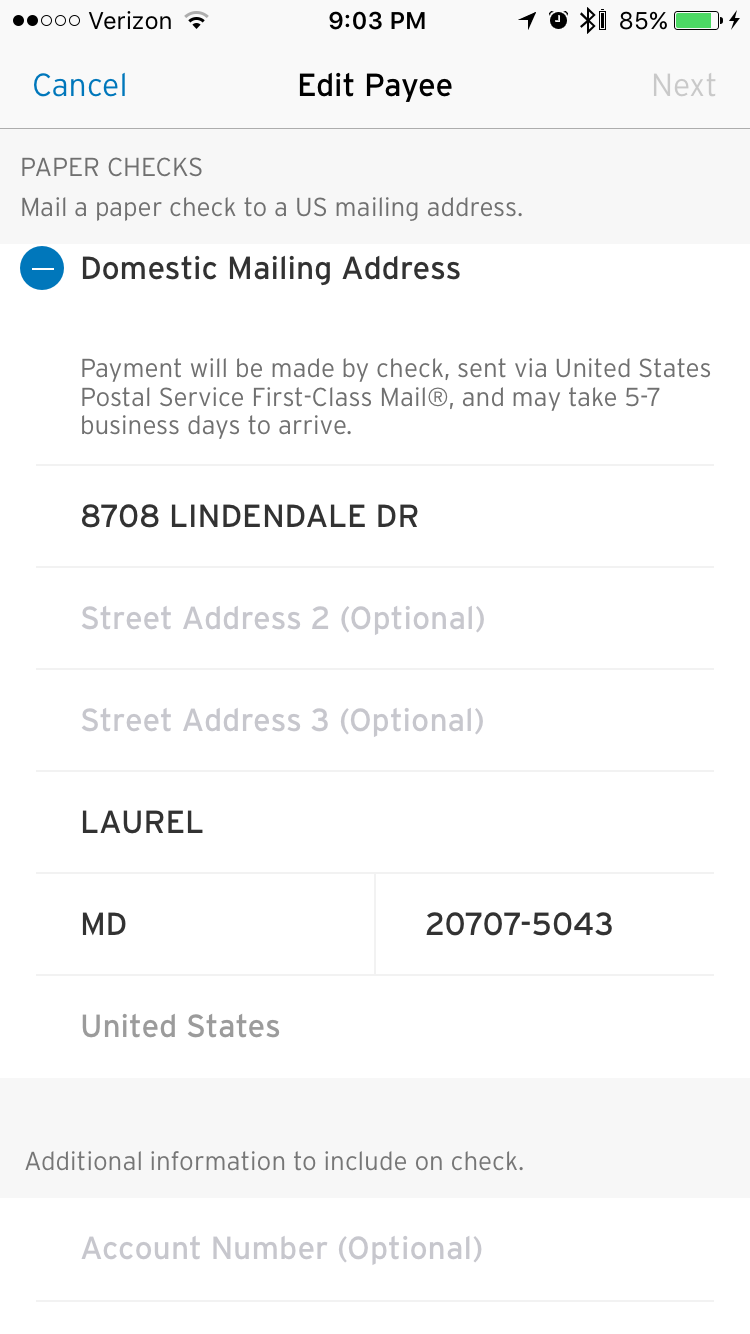 Verizon 9:03 PM 85%
Cancel Edit Payee Next
PAPER CHECKS
Mail a paper check to a US mailing address.
Domestic Mailing Address
Payment will be made by check, sent via United States
Postal Service First-Class Mail®, and may take 5-7
business days to arrive.
8708 LINDENDALE DR
Street Address 2 (Optional)
Street Address 3 (Optional)
LAUREL
MD 20707-5043
United States
Additional information to include on check.
Account Number (Optional)